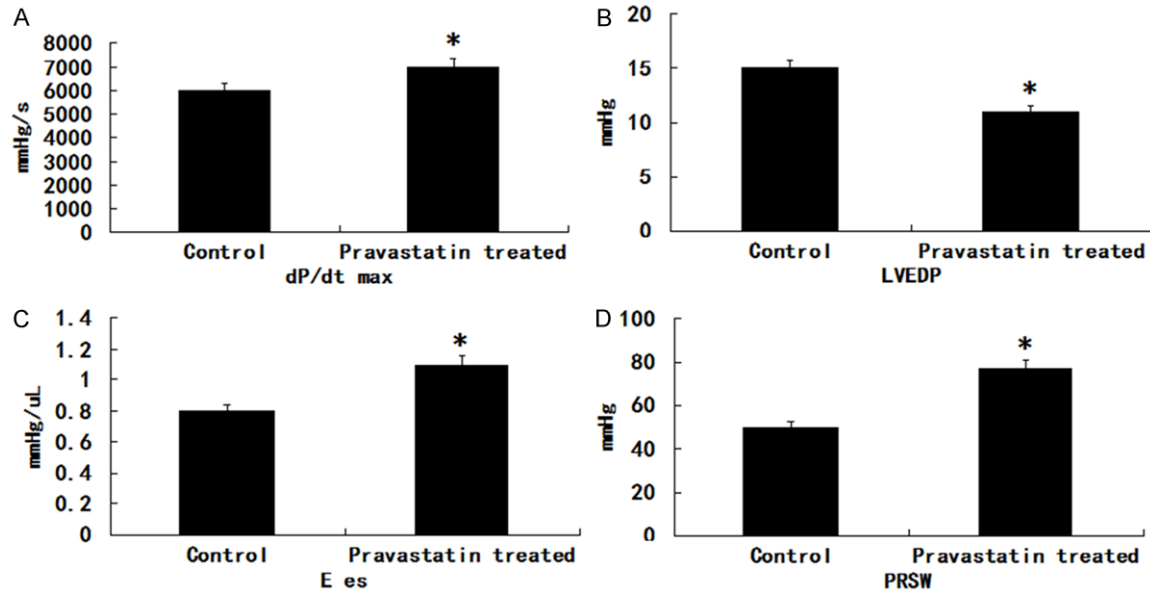 A
8000
7000
6000
5000
4000
3000
2000
1000
0
mmHg/s
*
Control Pravastatin treated
dP/dt max
B
20
15
10
5
0
mmHg
*
Control Pravastatin treated
LVEDP
C
1.4
1.2
1
0.8
0.6
0.4
0.2
0
mmHg/uL
*
Control Pravastatin treated
E es
D
100
80
60
40
20
0
mmHg
*
Control Pravastatin treated
PRSW